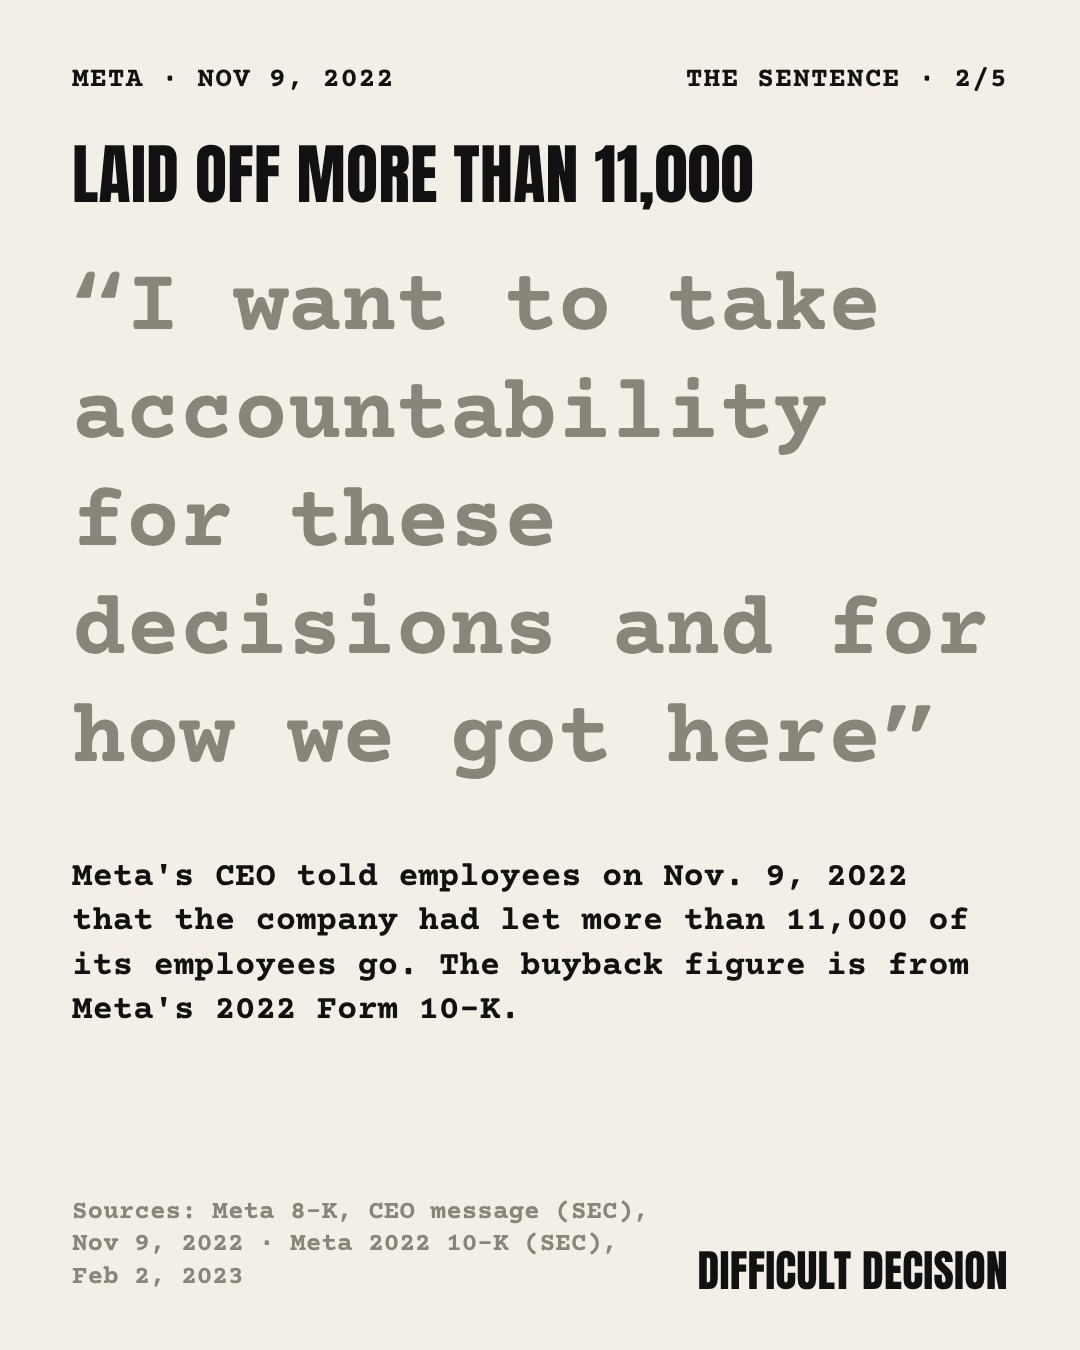 META · NOV 9, 2022
THE SENTENCE · 2/5
LAID OFF MORE THAN 11,000
“I want to take
accountability
for these
decisions and for
how we got here”
Meta's CEO told employees on Nov. 9, 2022
that the company had let more than 11,000 of
its employees go. The buyback figure is from
Meta's 2022 Form 10-K.
Sources: Meta 8-K, CEO message (SEC),
Nov 9, 2022 · Meta 2022 10-K (SEC),
Feb 2, 2023
DIFFICULT DECISION